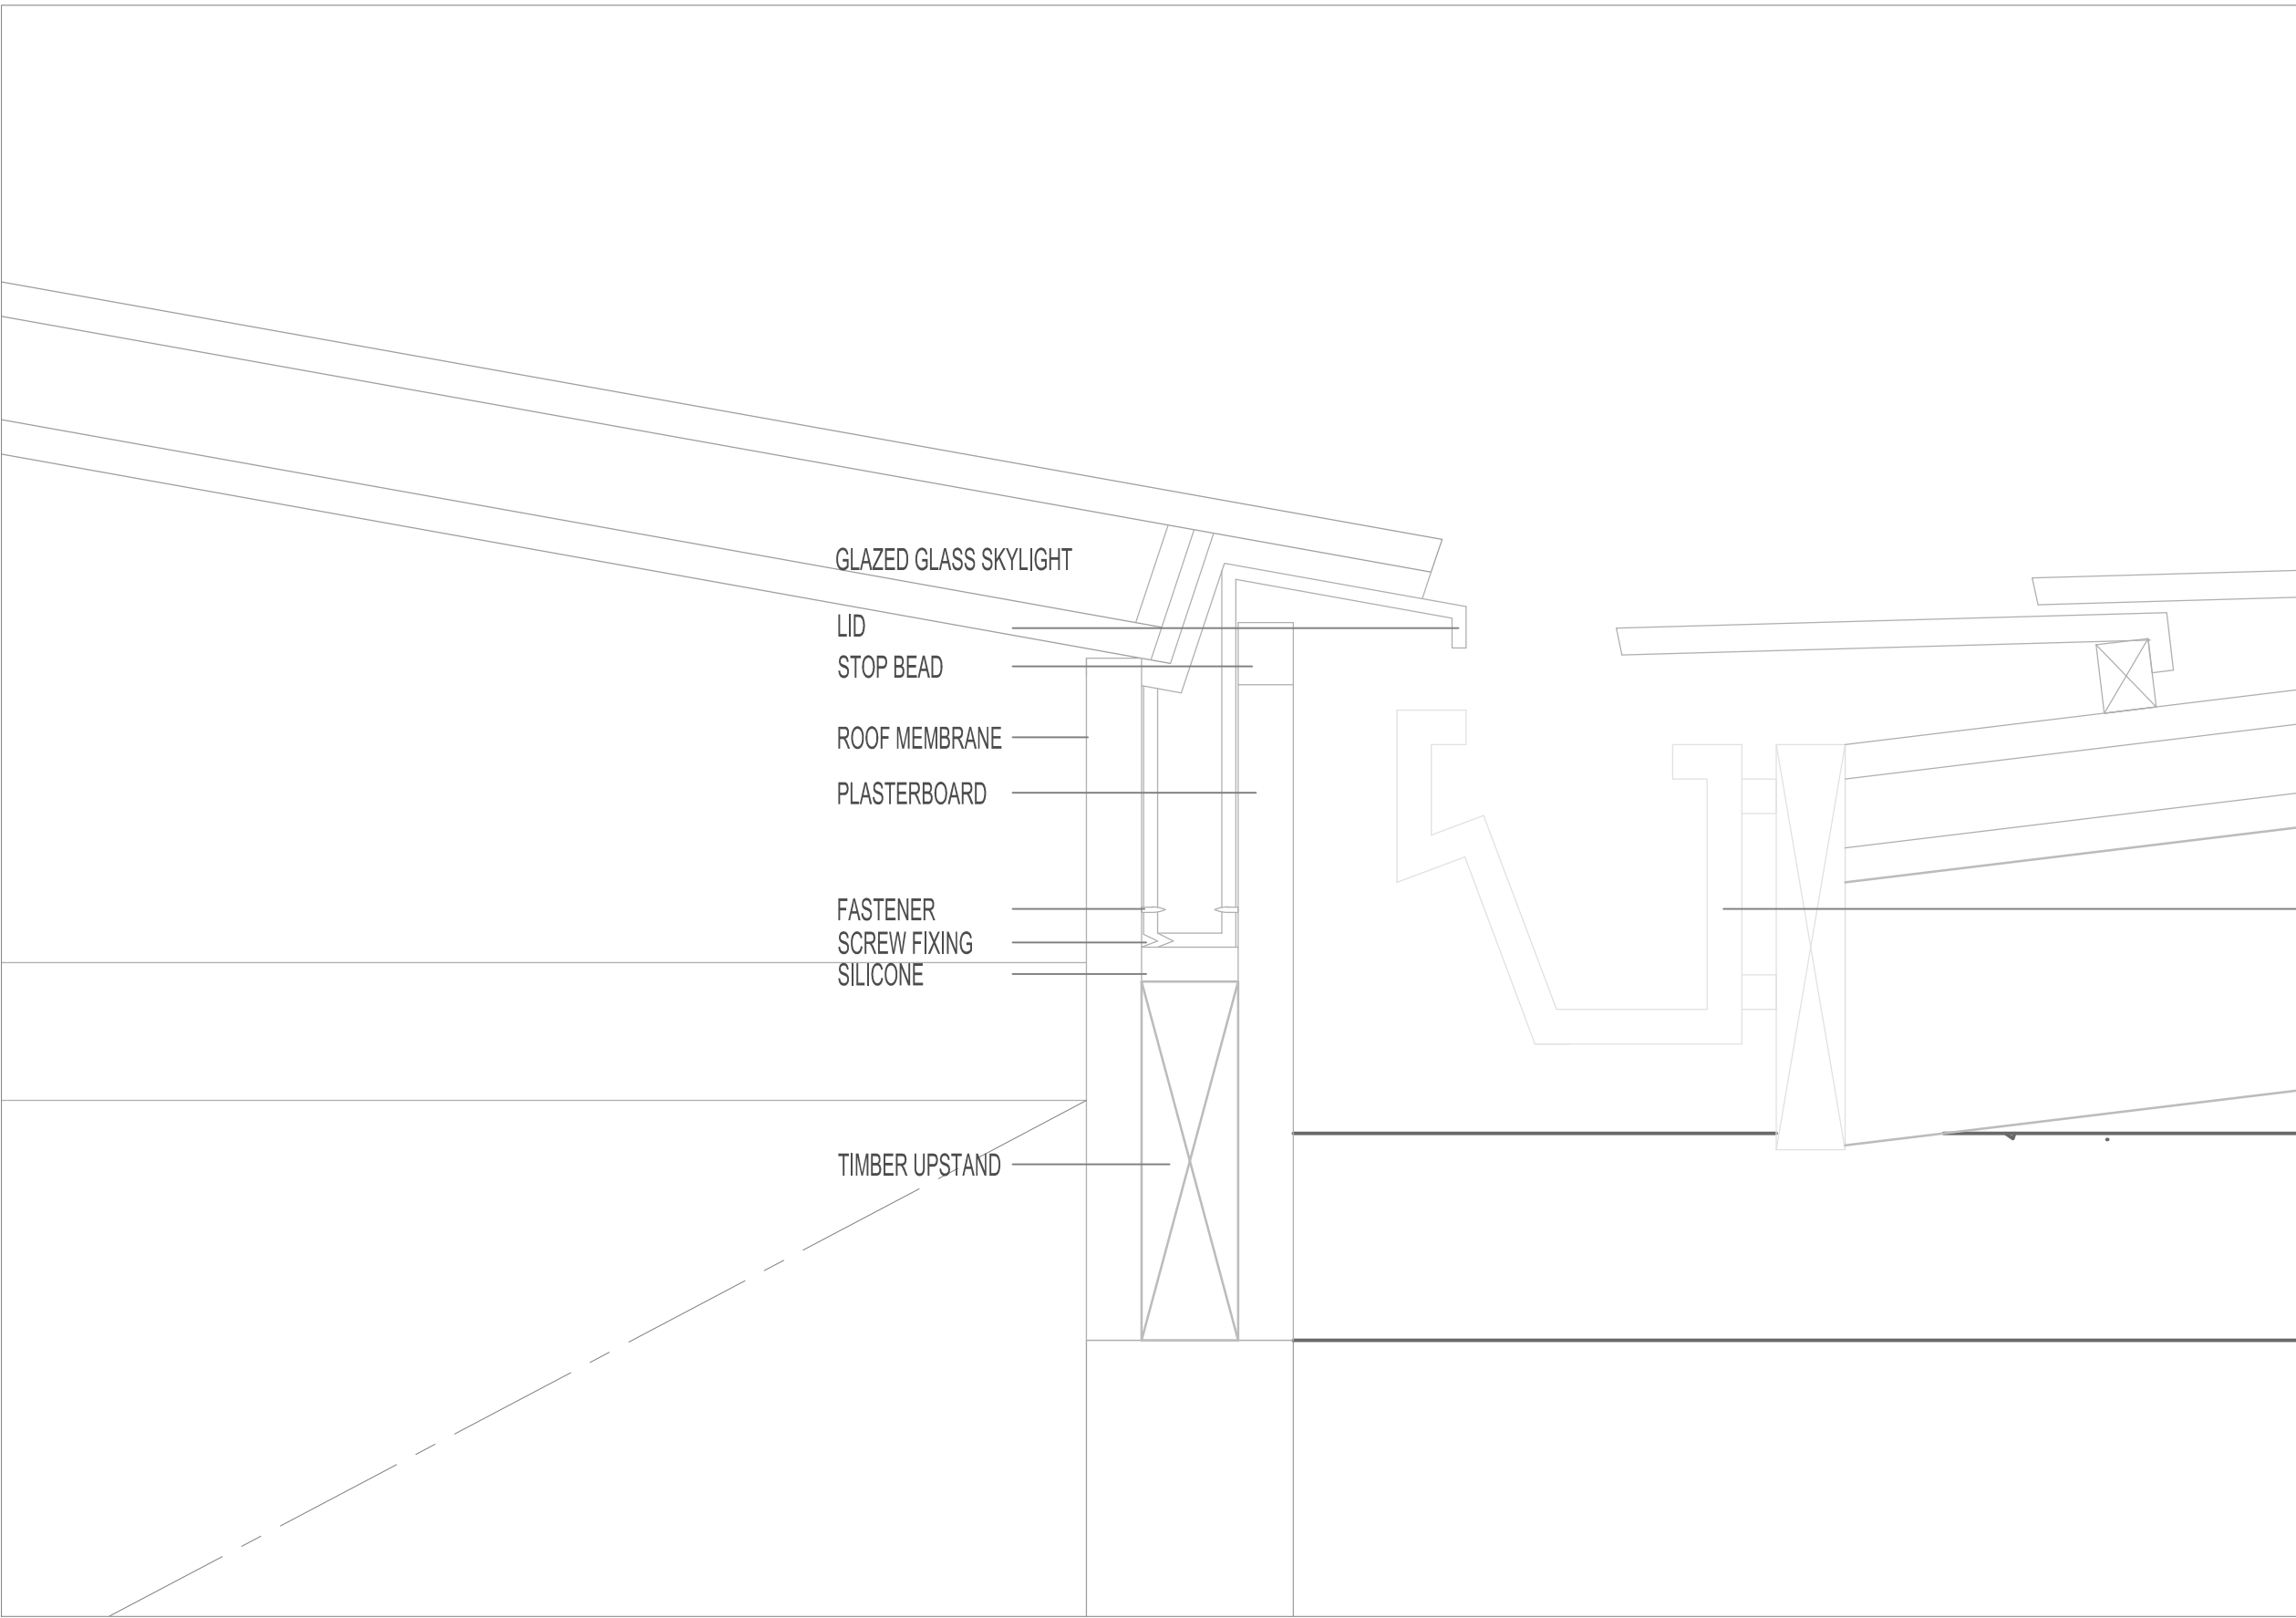 GLAZED GLASS SKYLIGHT
LID
STOP BEAD
ROOF MEMBRANE
PLASTERBOARD
FASTENER
SCREW FIXING
SILICONE
TIMBER UPSTAND